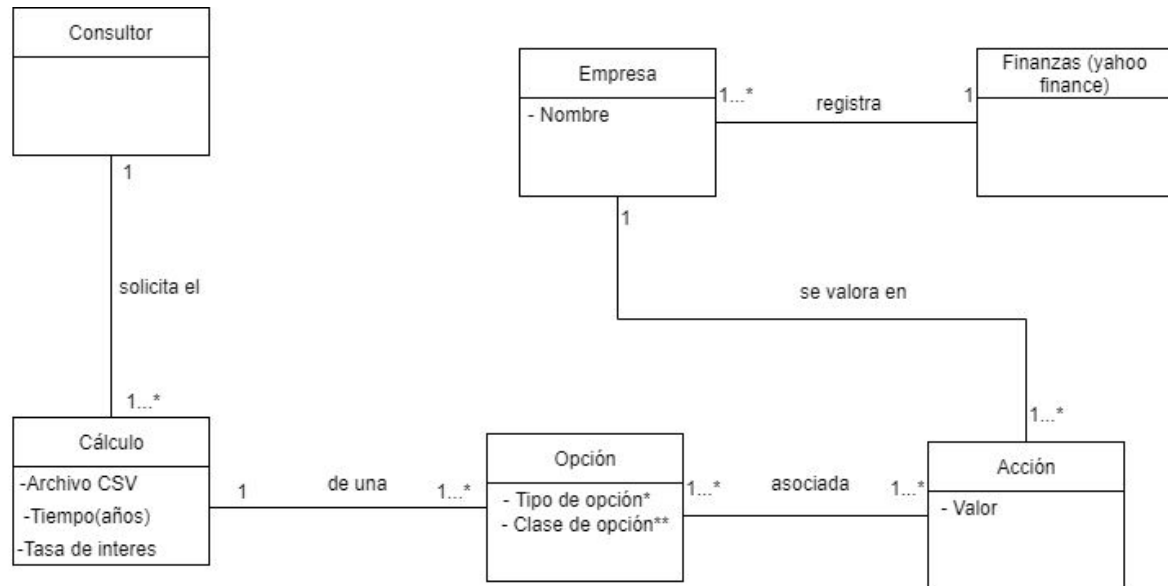 Consultor
1
solicita el
1...*
Cálculo
-Archivo CSV
-Tiempo(años)
-Tasa de interes
1
de una
1...*
Opción
- Tipo de opción*
- Clase de opción**
1...*
asociada
1...*
Acción
- Valor
1...*
se valora en
1
Empresa
- Nombre
1...*
registra
1
Finanzas (yahoo
finance)